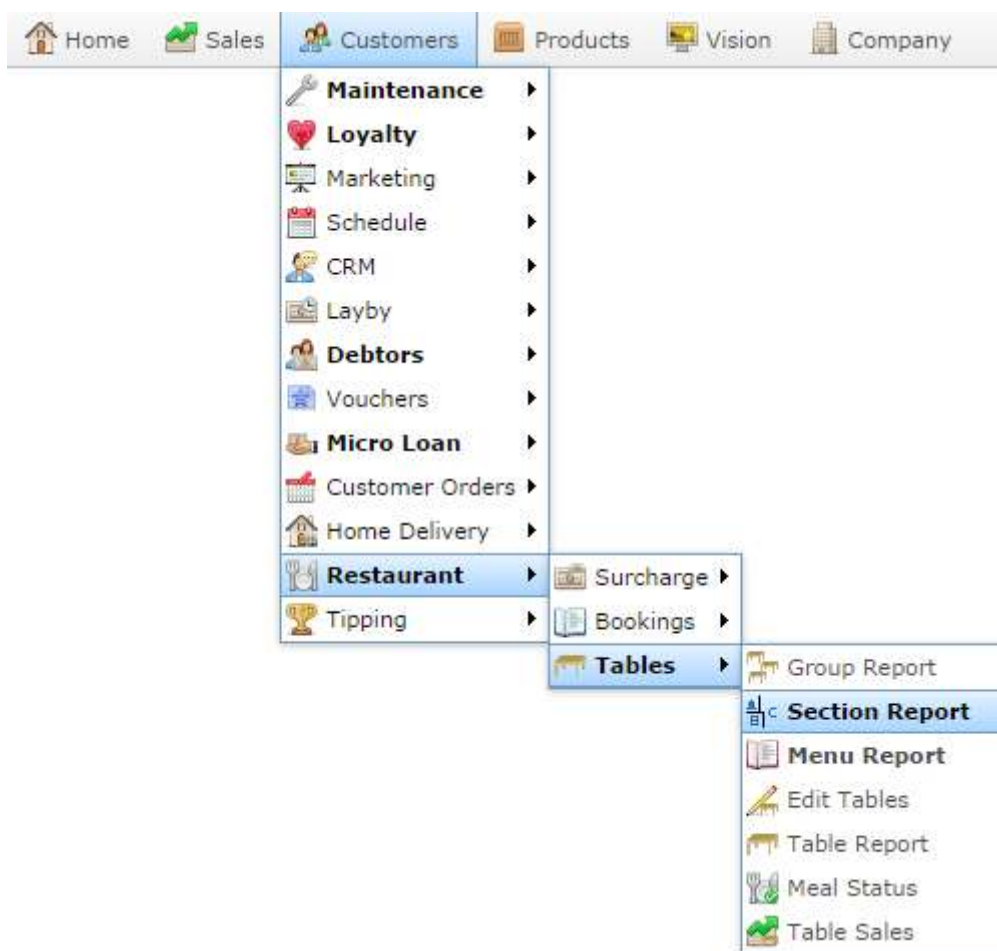 Home Sales Customers Products Vision Company
Maintenance
Loyalty
Marketing
Schedule
CRM
Layby
Debtors
Vouchers
Micro Loan
Customer Orders
Home Delivery
Restaurant
Tipping
Surcharge
Bookings
Tables
Group Report
Section Report
Menu Report
Edit Tables
Table Report
Meal Status
Table Sales